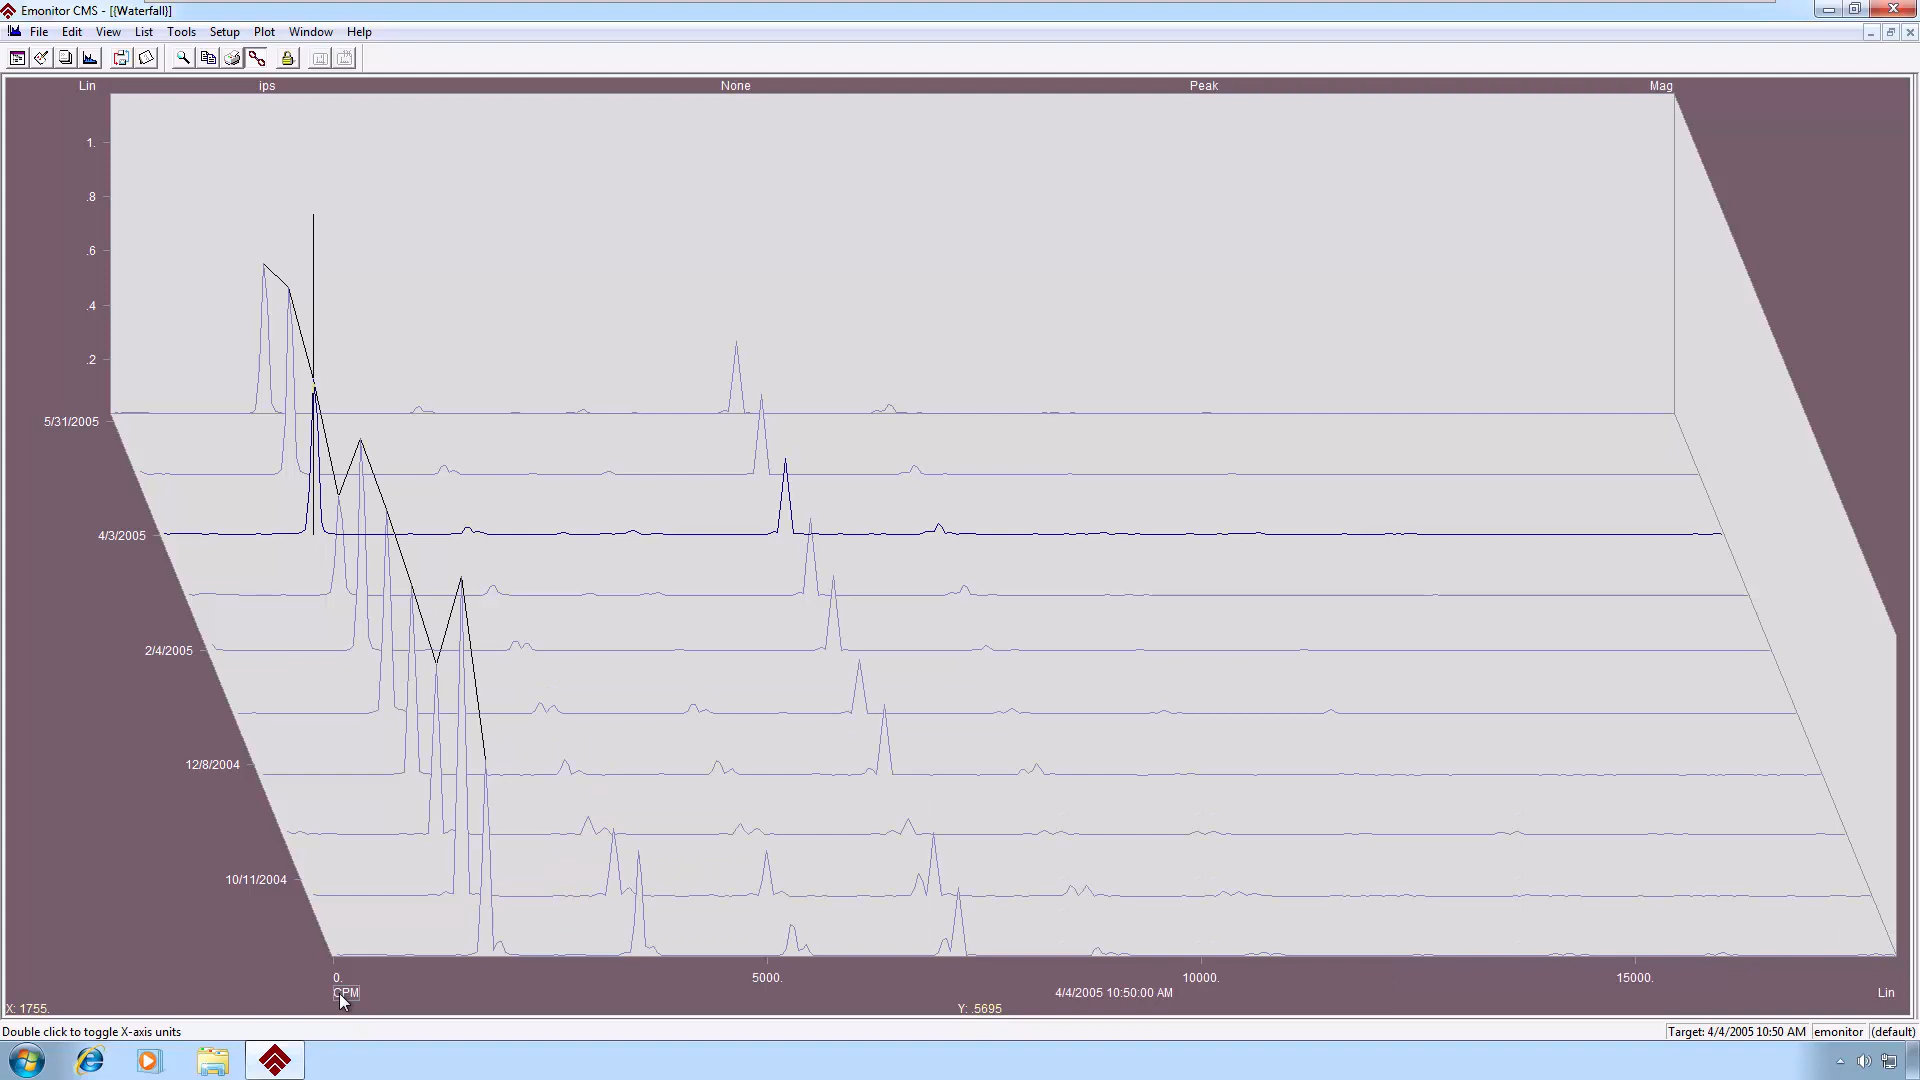 Emonitor CMS - [{Waterfall}]
File Edit View List Tools Setup Plot Window Help
Lin ips None Peak Mag
1.
.8
.6
.4
.2
5/31/2005
4/3/2005
2/4/2005
12/8/2004
10/11/2004
0. 5000. 10000. 15000.
CPM 4/4/2005 10:50:00 AM Lin
X: 1755. Y: .5695
Double click to toggle X-axis units Target: 4/4/2005 10:50 AM emonitor (default)